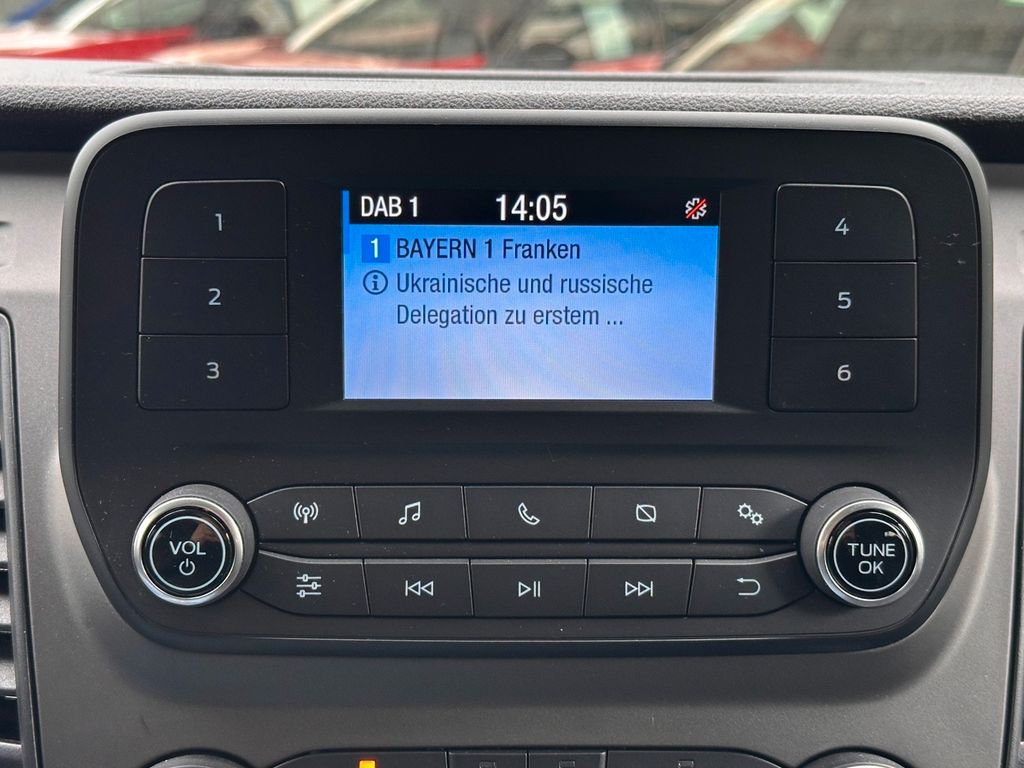 1
2
3
DAB 1 14:05
1 BAYERN 1 Franken
Ukrainische und russische
Delegation zu erstem ...
4
5
6
VOL
TUNE
OK